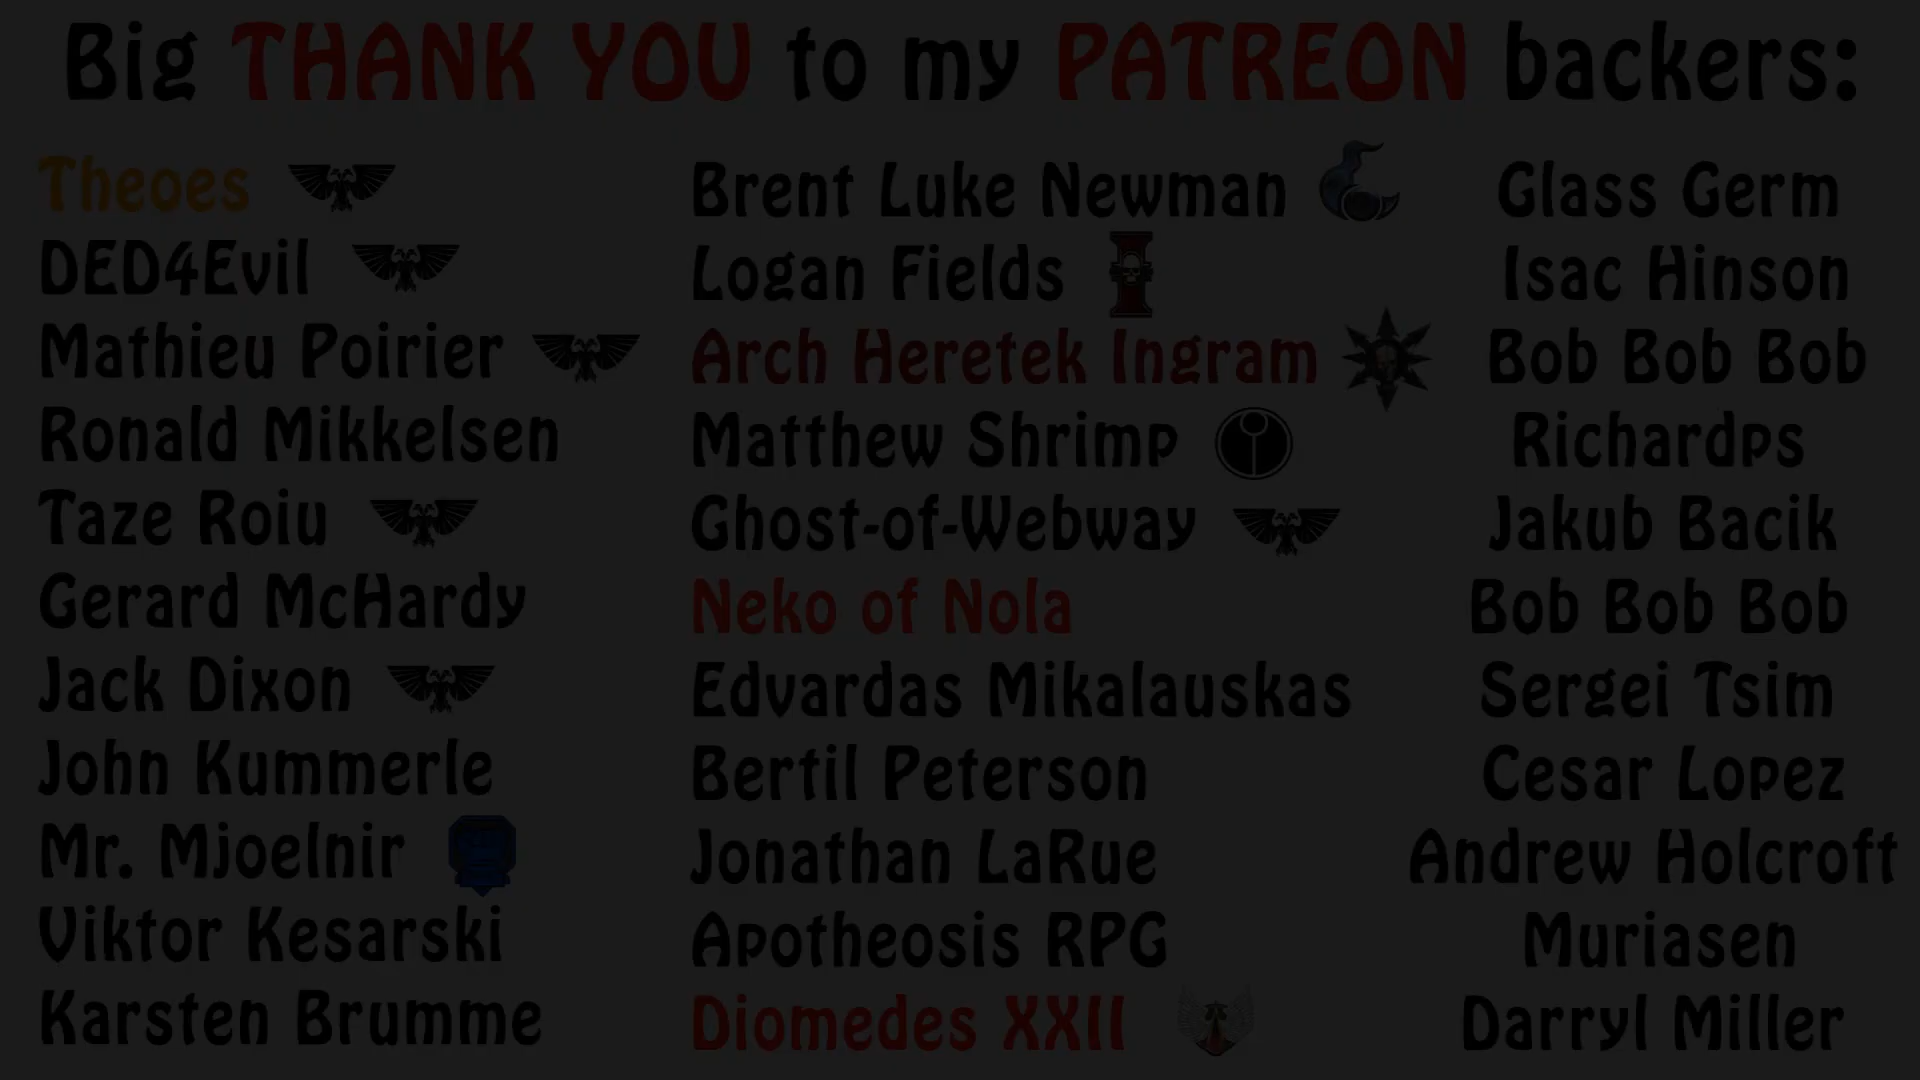 Big THANK YOU to my PATREON backers:
Theoes
DED4Evil
Mathieu Poirier
Ronald Mikkelsen
Taze Roiu
Gerard McHardy
Jack Dixon
John Kummerle
Mr. Mjoelnir
Viktor Kesarski
Karsten Brumme
Brent Luke Newman
Logan Fields
Arch Heretek Ingram
Matthew Shrimp
Ghost-of-Webway
Neko of Nola
Edvardas Mikalauskas
Bertil Peterson
Jonathan LaRue
Apotheosis RPG
Diomedes XXII
Glass Germ
Isac Hinson
Bob Bob Bob
Richardps
Jakub Bacik
Bob Bob Bob
Sergei Tsim
Cesar Lopez
Andrew Holcroft
Muriasen
Darryl Miller